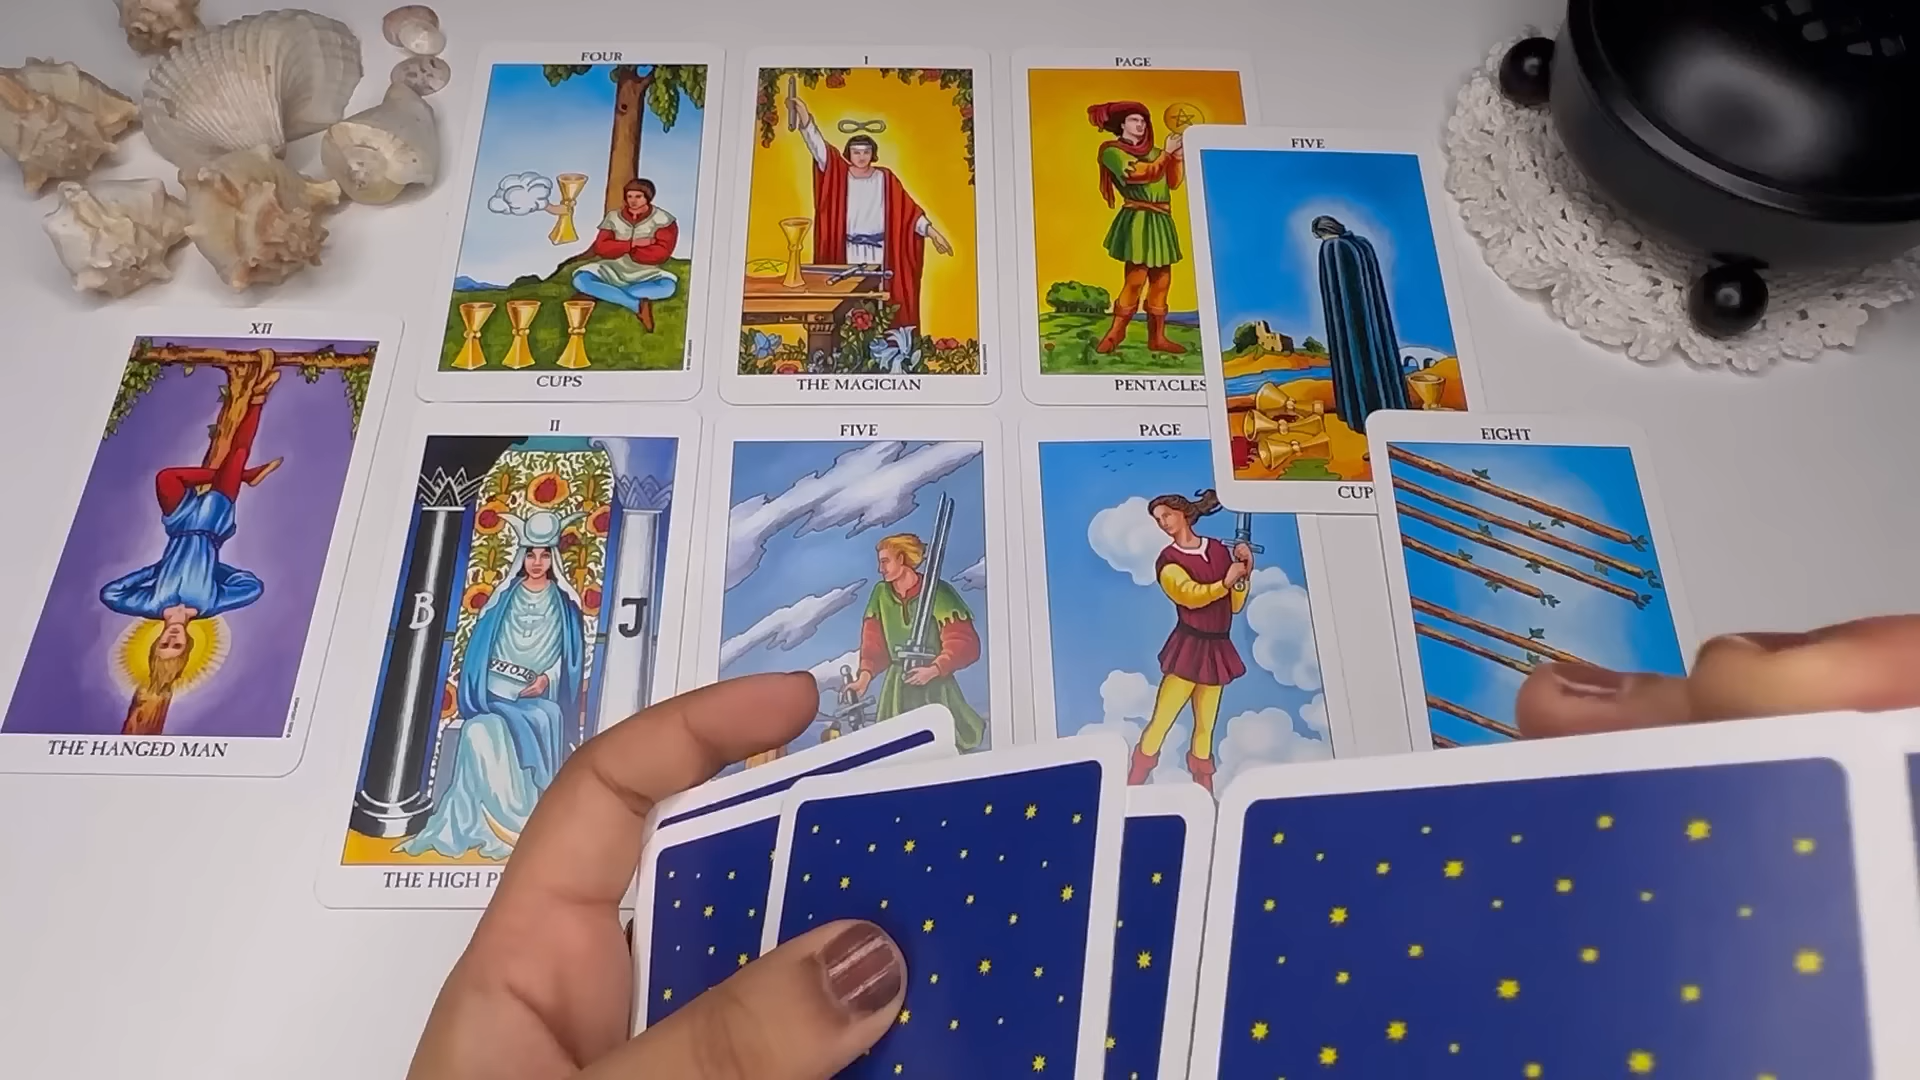 FOUR
CUPS
I
THE MAGICIAN
PAGE
PENTACLES
FIVE
CUP
XII
THE HANGED MAN
II
B
J
THE HIGH P
FIVE
PAGE
EIGHT